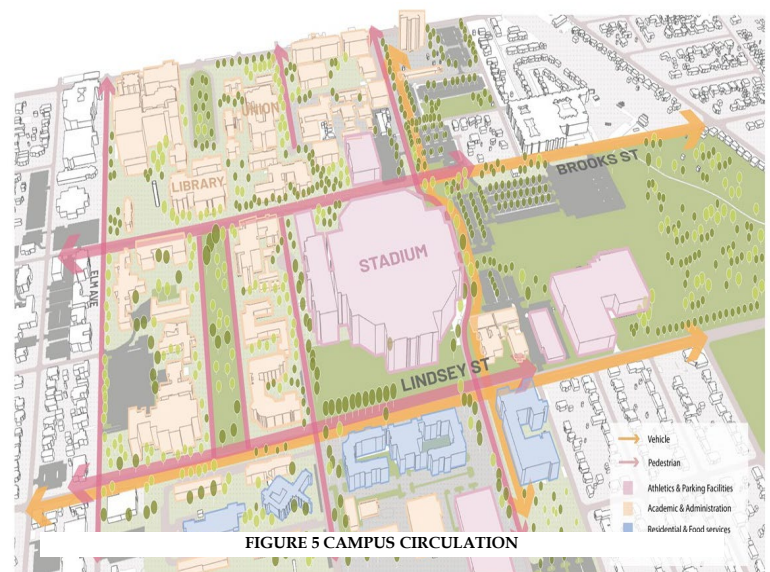 UNION
LIBRARY
BROOKS ST
STADIUM
ELM AVE
LINDSEY ST
Vehicle
Pedestrian
Athletics & Parking Facilities
Academic & Administration
Residential & Food services
FIGURE 5 CAMPUS CIRCULATION